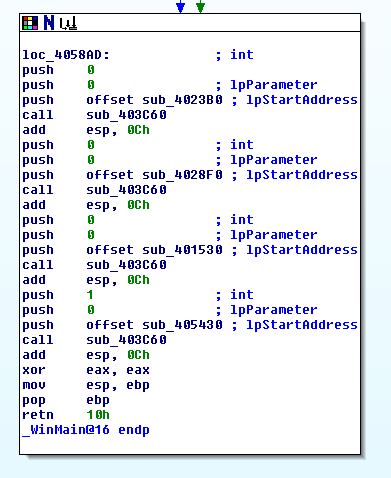 loc_4058AD: ; int
push 0
push 0 ; lpParameter
push offset sub_4023B0 ; lpStartAddress
call sub_403C60
add esp, 0Ch
push 0 ; int
push 0 ; lpParameter
push offset sub_4028F0 ; lpStartAddress
call sub_403C60
add esp, 0Ch
push 0 ; int
push 0 ; lpParameter
push offset sub_401530 ; lpStartAddress
call sub_403C60
add esp, 0Ch
push 1 ; int
push 0 ; lpParameter
push offset sub_405430 ; lpStartAddress
call sub_403C60
add esp, 0Ch
xor eax, eax
mov esp, ebp
pop ebp
retn 10h
_WinMain@16 endp